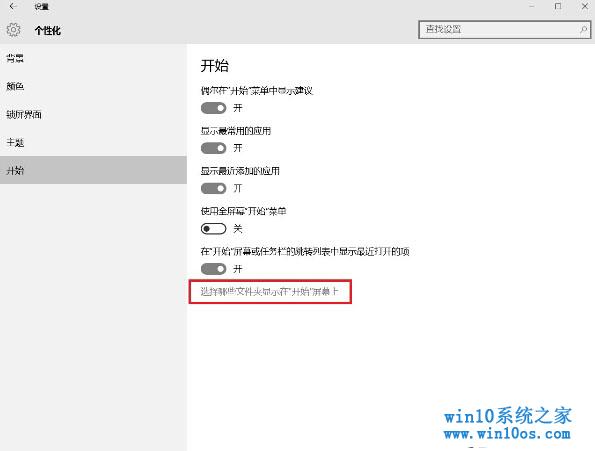 设置
个性化
查找设置
背景
颜色
锁屏界面
主题
开始
开始
偶尔在"开始"菜单中显示建议
开
显示最常用的应用
开
显示最近添加的应用
开
使用全屏幕"开始"菜单
关
在"开始"屏幕或任务栏的跳转列表中显示最近打开的项
开
选择哪些文件夹显示在"开始"屏幕上
win10系统之家
www.win10os.com